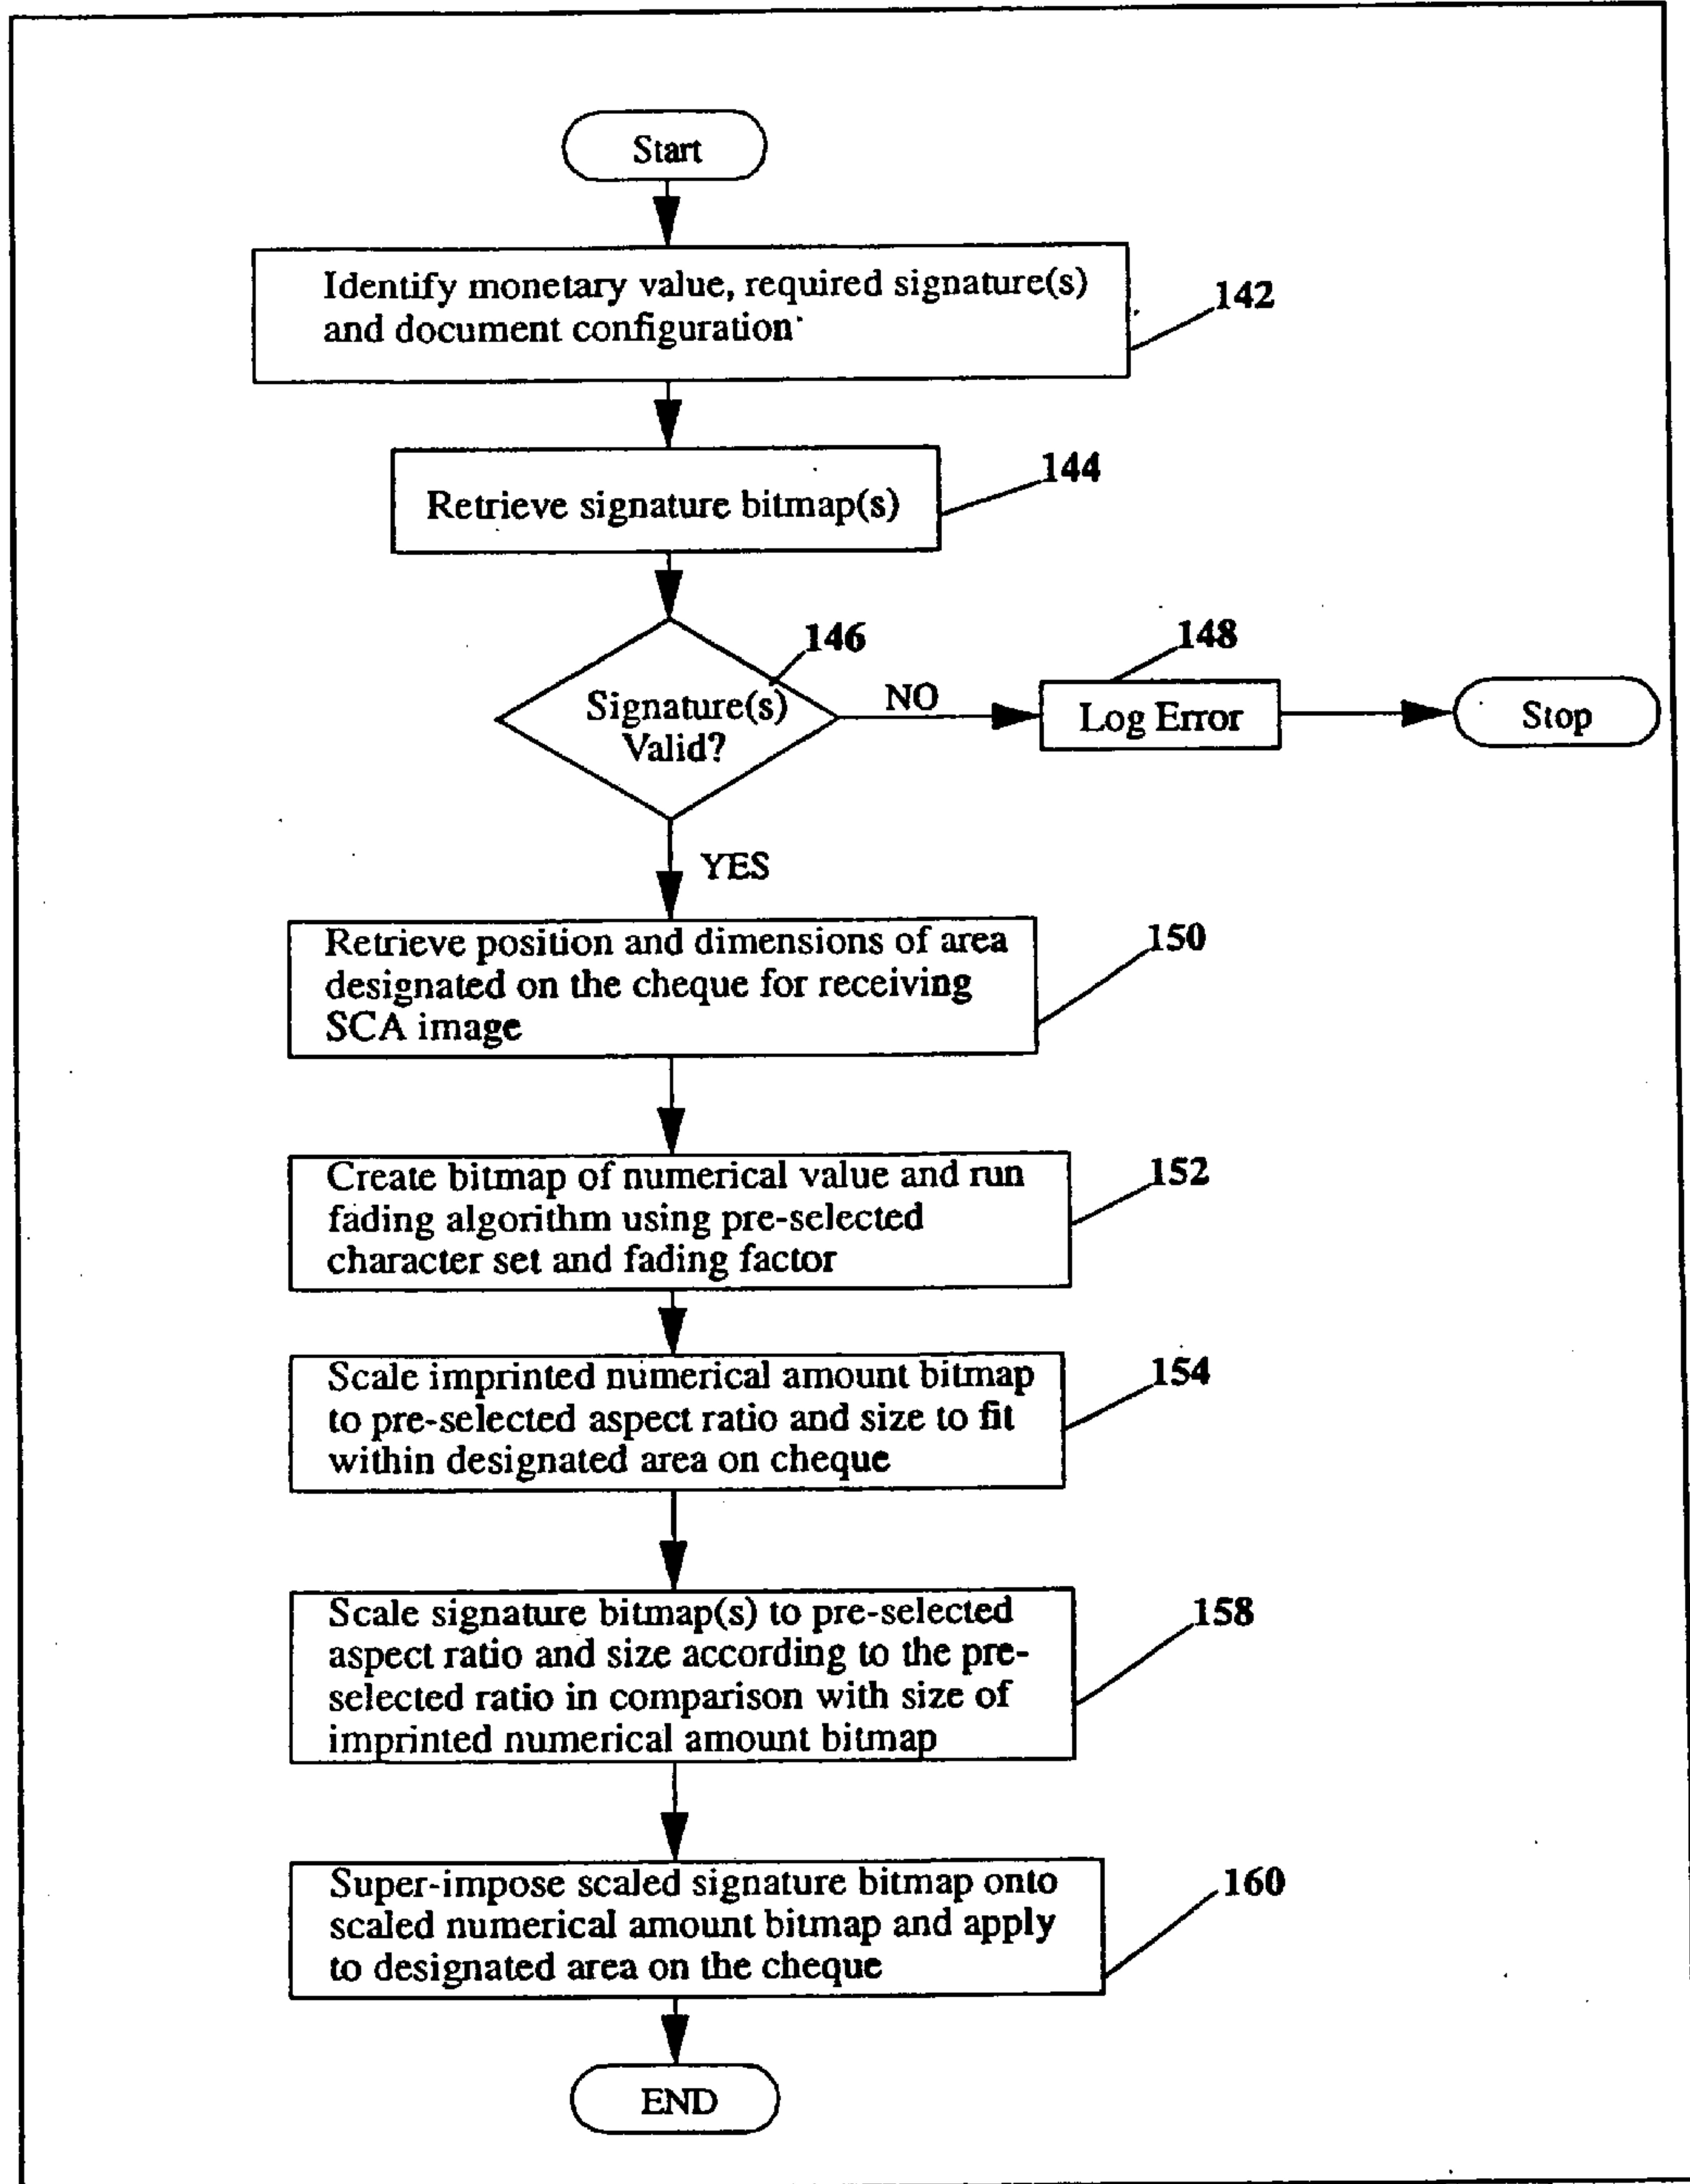 Start
Identify monetary value, required signature(s)
and document configuration
142
Retrieve signature bitmap(s)
144
146
Signature(s)
Valid?
NO
148
Log Error
Stop
YES
Retrieve position and dimensions of area
designated on the cheque for receiving
SCA image
150
Create bitmap of numerical value and run
fading algorithm using pre-selected
character set and fading factor
152
Scale imprinted numerical amount bitmap
to pre-selected aspect ratio and size to fit
within designated area on cheque
154
Scale signature bitmap(s) to pre-selected
aspect ratio and size according to the pre-
selected ratio in comparison with size of
imprinted numerical amount bitmap
158
Super-impose scaled signature bitmap onto
scaled numerical amount bitmap and apply
to designated area on the cheque
160
END